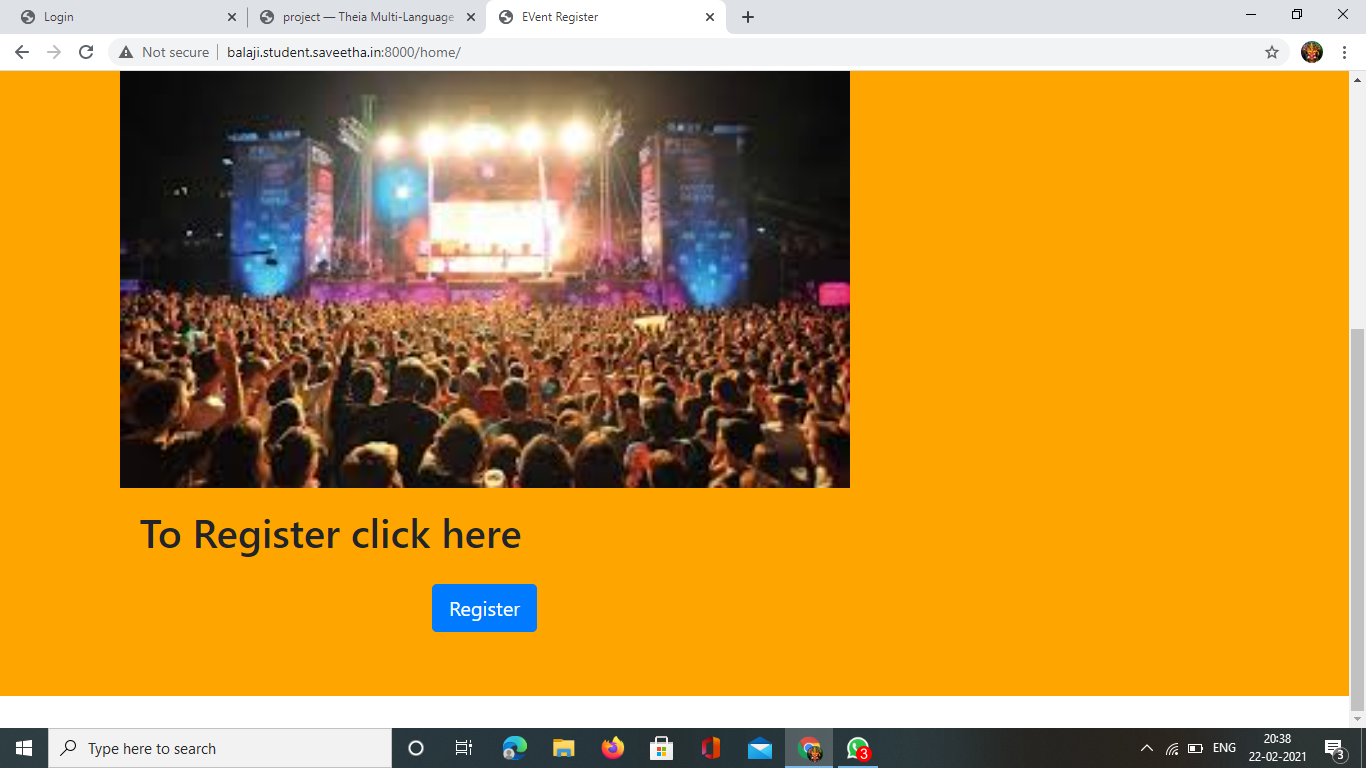 Login
project — Theia Multi-Language
EVent Register
Not secure
balaji.student.saveetha.in:8000/home/
To Register click here
Register
Type here to search
3
ENG
20:38
22-02-2021
3